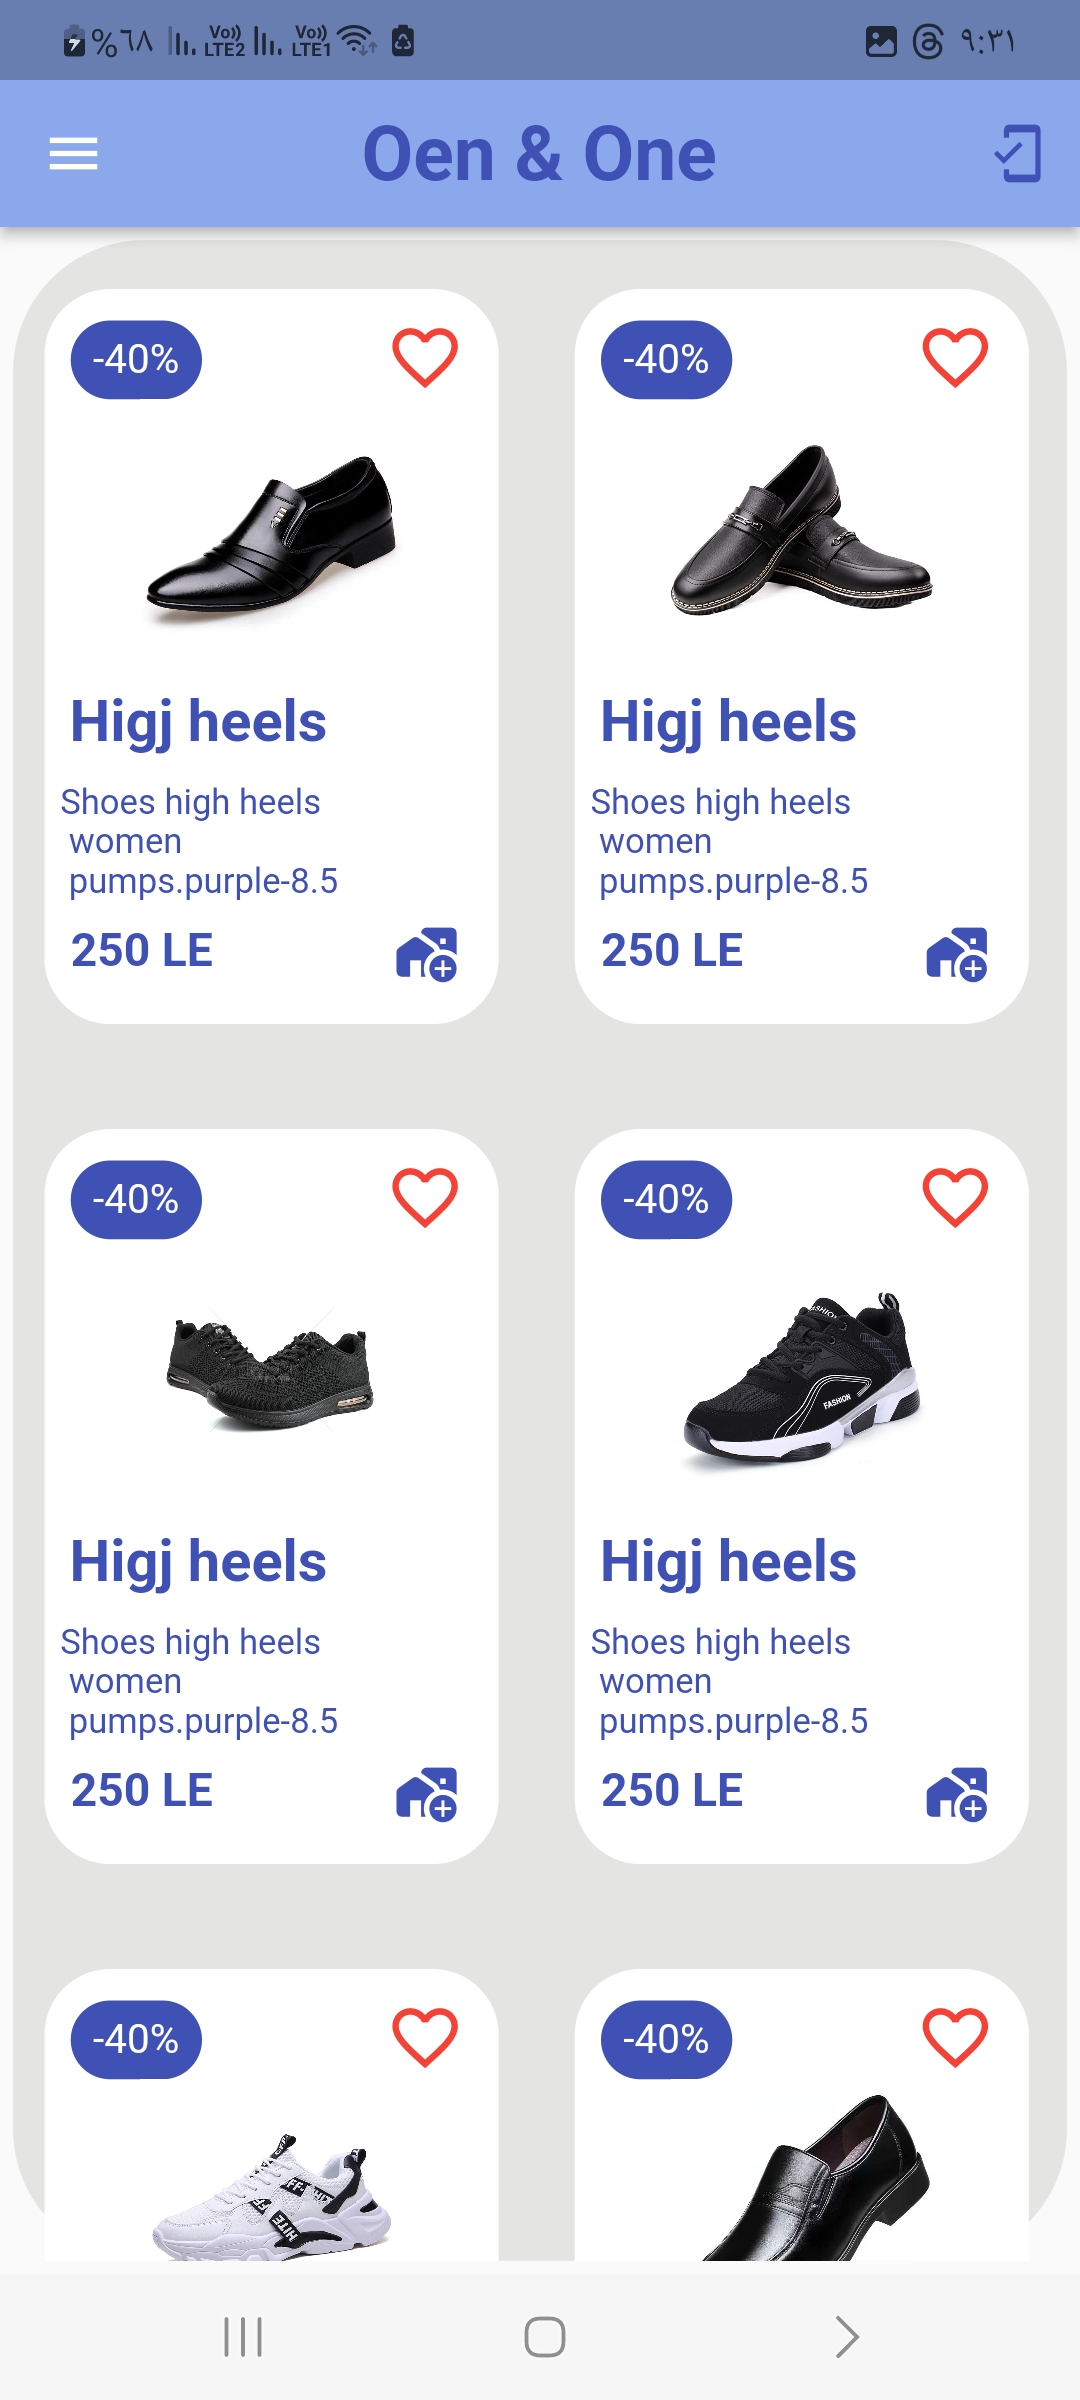 %٦٨ Vo)) LTE2 Vo)) LTE1 ٩:٣١
Oen & One
-40% -40%
Higj heels Higj heels
Shoes high heels Shoes high heels
women women
pumps.purple-8.5 pumps.purple-8.5
250 LE 250 LE
-40% -40%
FASHION
Higj heels Higj heels
Shoes high heels Shoes high heels
women women
pumps.purple-8.5 pumps.purple-8.5
250 LE 250 LE
-40% -40%